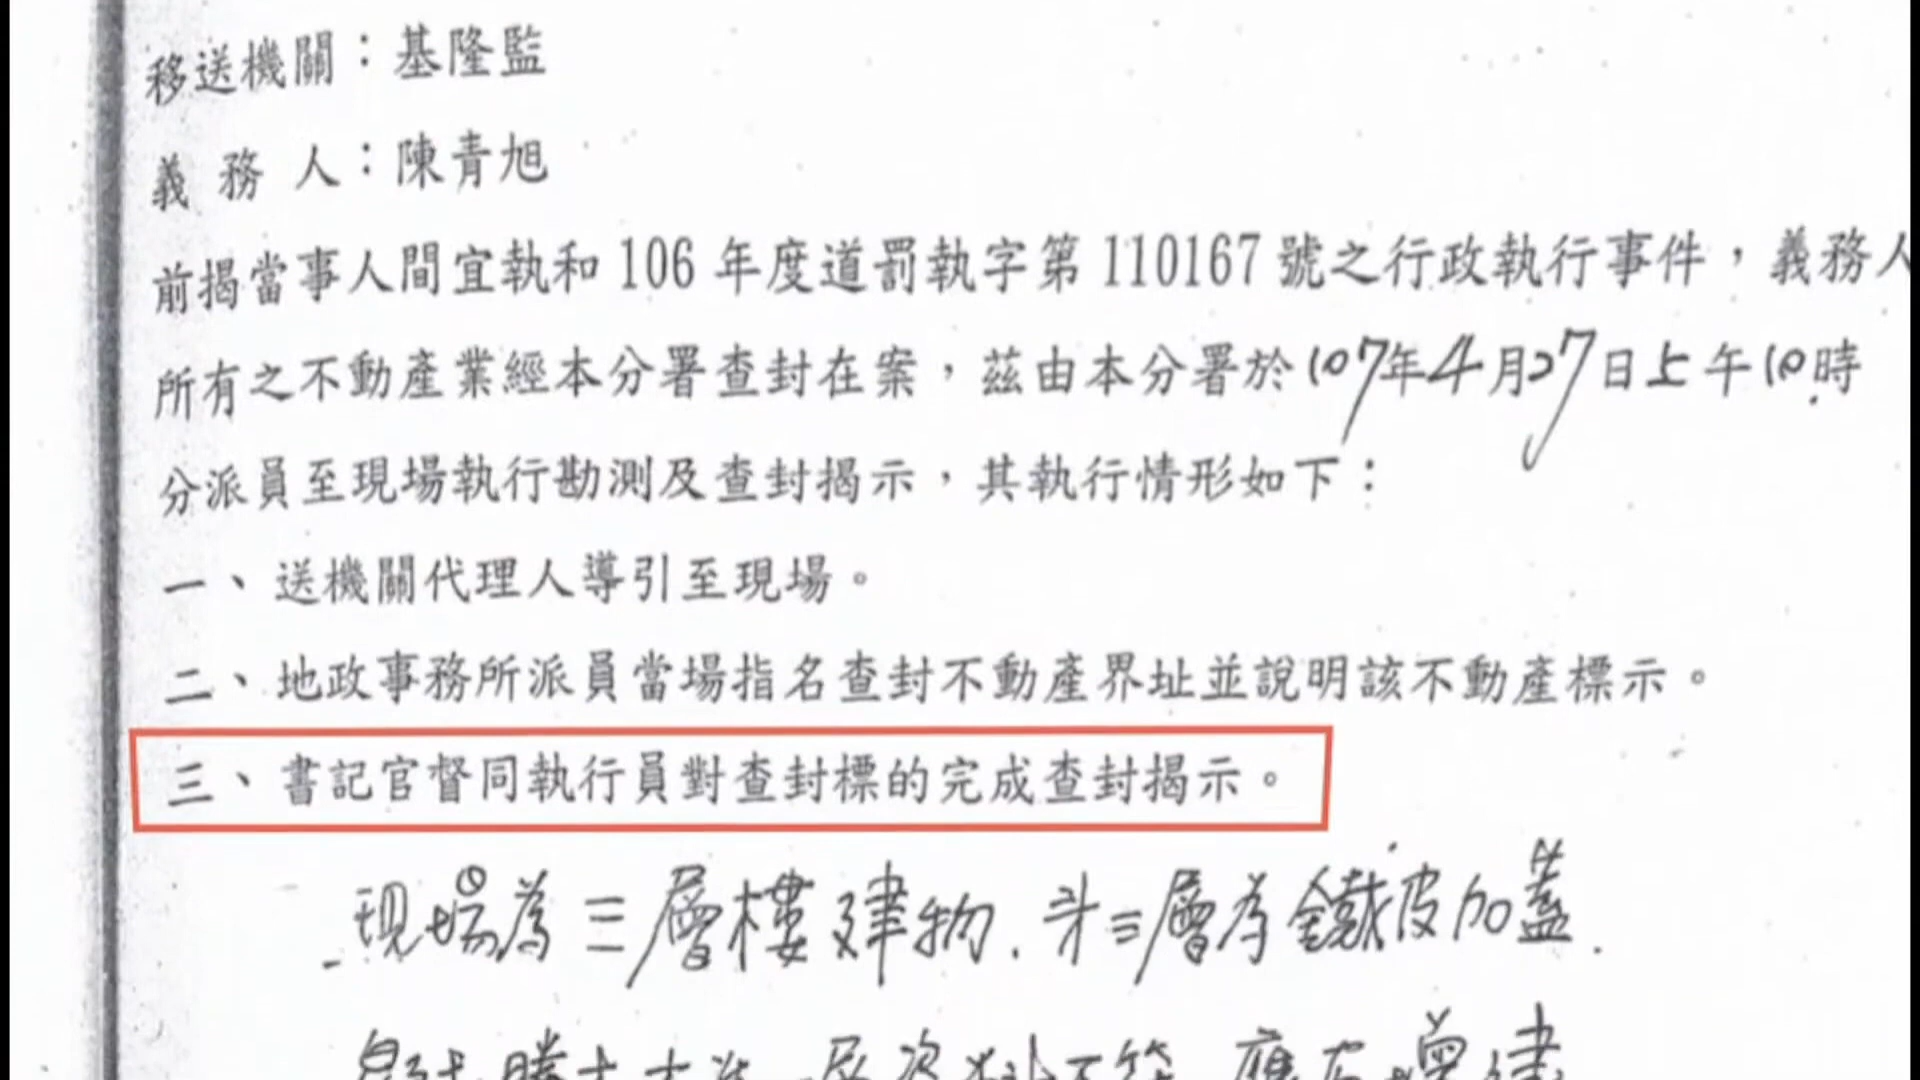 移送機關：基隆監
義務人：陳青旭
前揭當事人間宜執和106年度道罰執字第110167號之行政執行事件，義務人
所有之不動產業經本分署查封在案，茲由本分署於107年4月27日上午10時
分派員至現場執行勘測及查封揭示，其執行情形如下：
一、送機關代理人導引至現場。
二、地政事務所派員當場指名查封不動產界址並說明該不動產標示。
三、書記官督同執行員對查封標的完成查封揭示。
現場為三層樓建物．第三層為鐵皮加蓋．